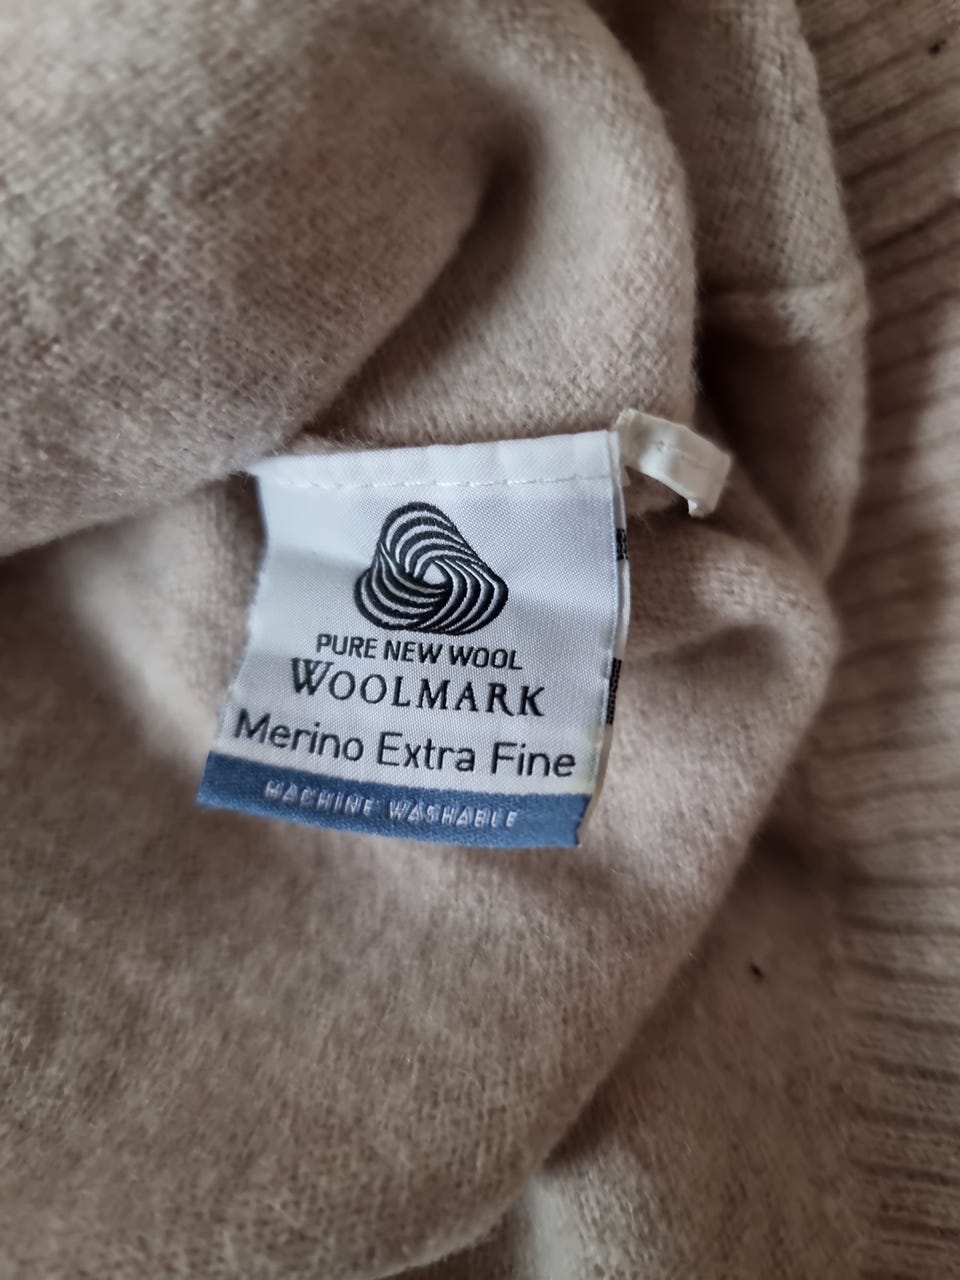 PURE NEW WOOL
WOOLMARK
Merino Extra Fine
MACHINE WASHABLE